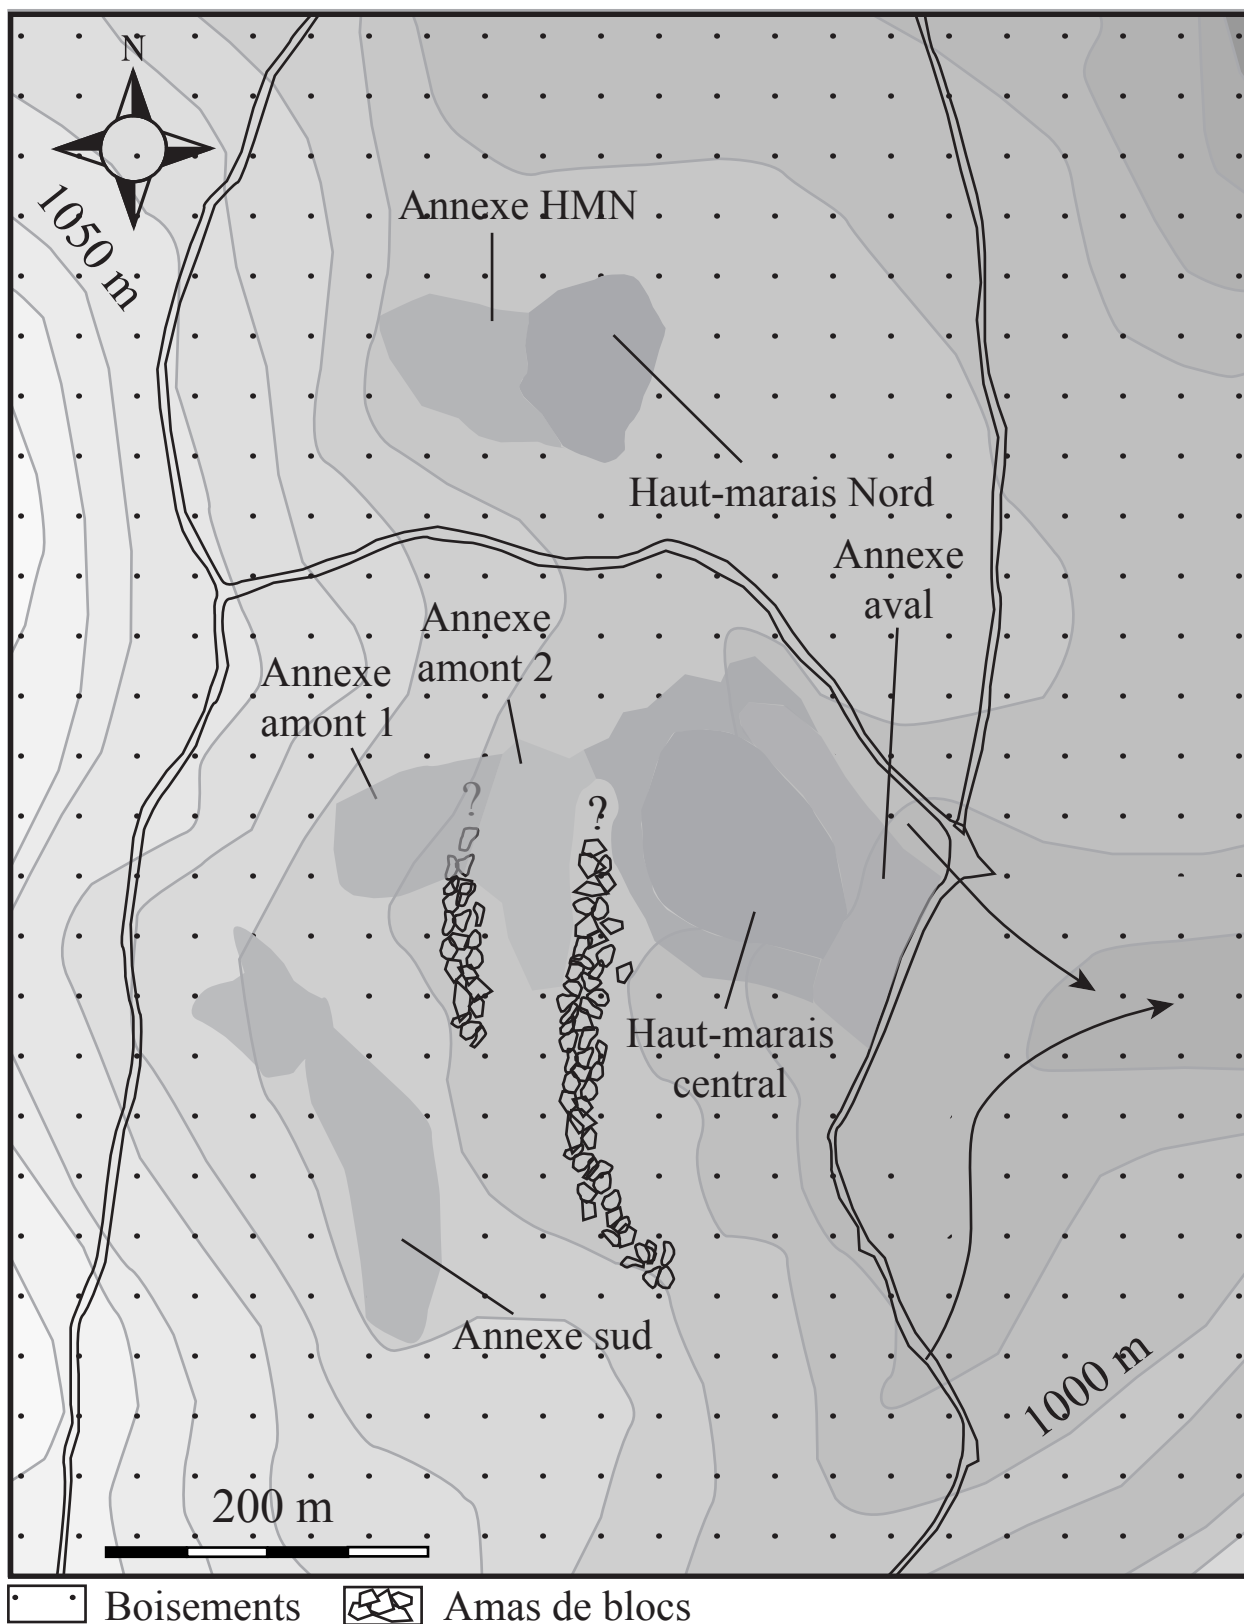 N
1050 m
Annexe HMN
Haut-marais Nord
Annexe
aval
Annexe
amont 2
Annexe
amont 1
?
?
Haut-marais
central
Annexe sud
1000 m
200 m
Boisements
Amas de blocs